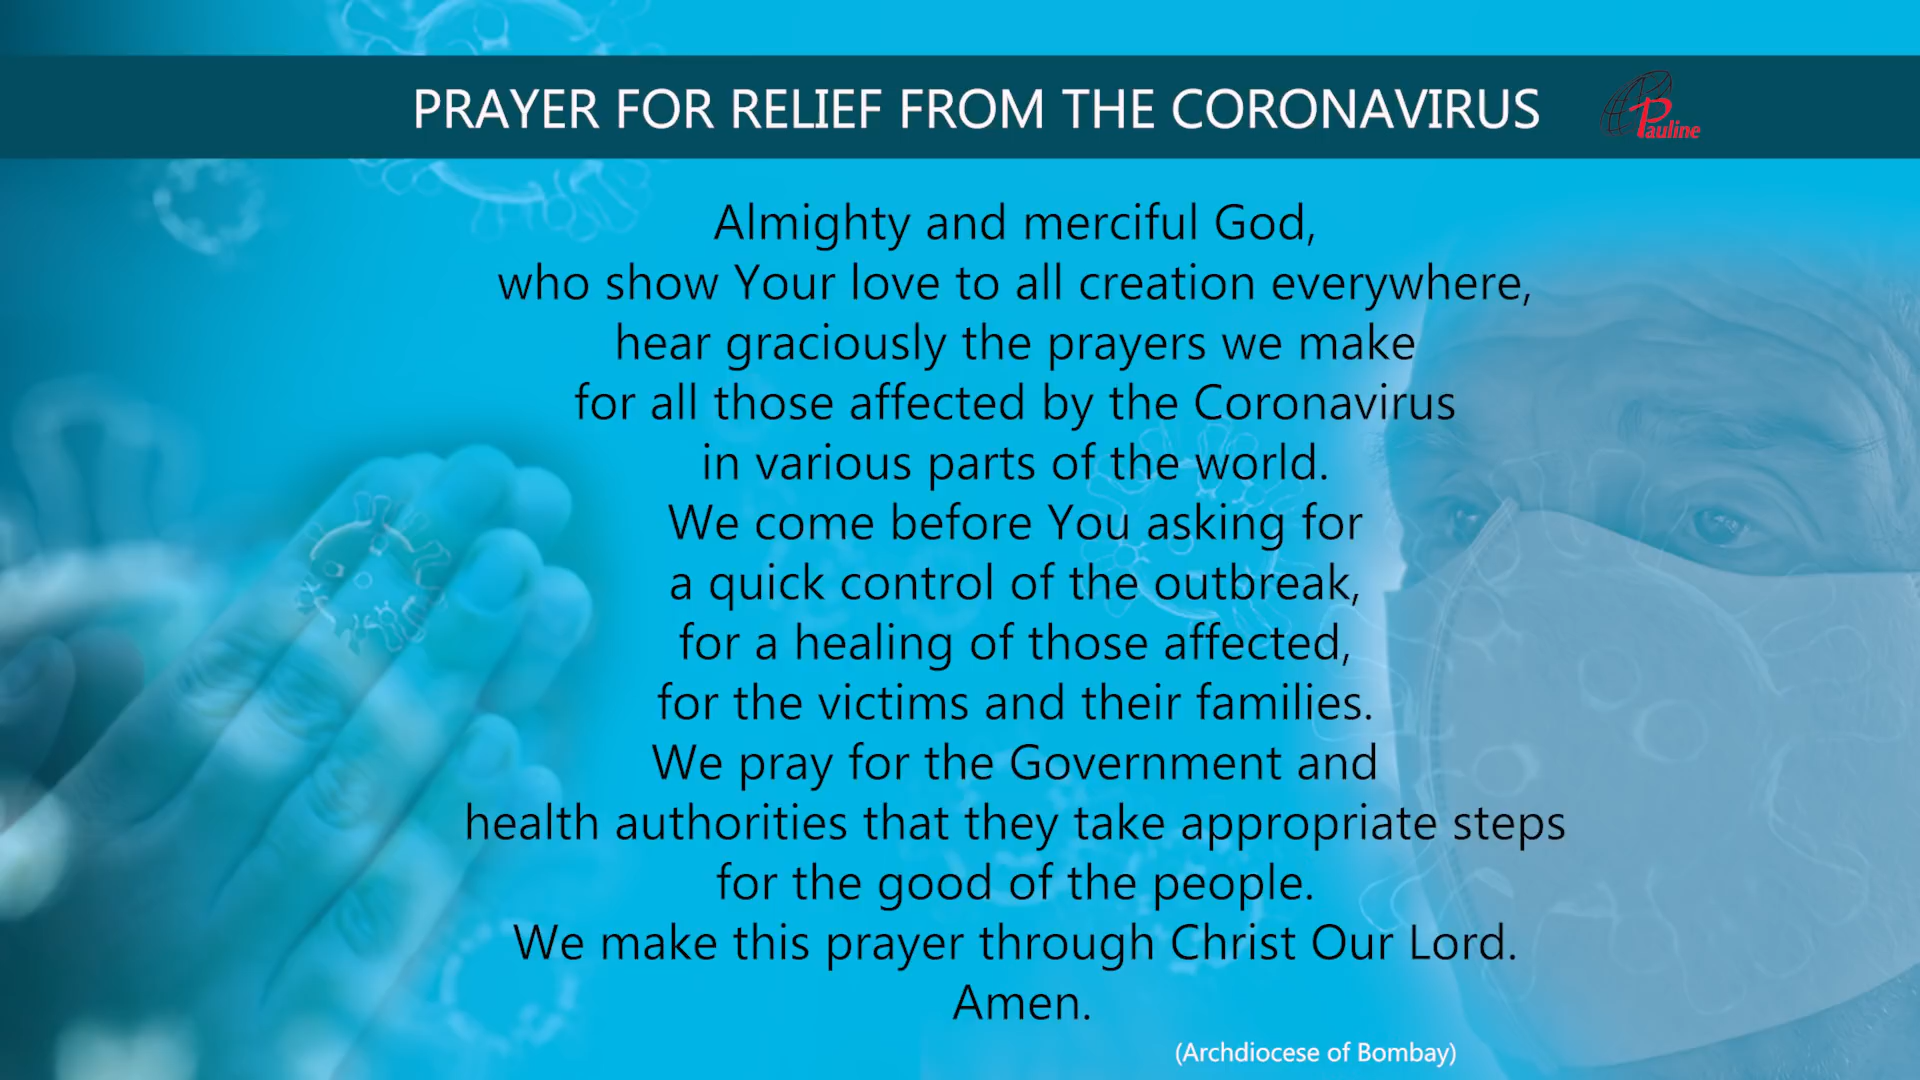 PRAYER FOR RELIEF FROM THE CORONAVIRUS
Pauline
Almighty and merciful God,
who show Your love to all creation everywhere,
hear graciously the prayers we make
for all those affected by the Coronavirus
in various parts of the world.
We come before You asking for
a quick control of the outbreak,
for a healing of those affected,
for the victims and their families.
We pray for the Government and
health authorities that they take appropriate steps
for the good of the people.
We make this prayer through Christ Our Lord.
Amen.
(Archdiocese of Bombay)